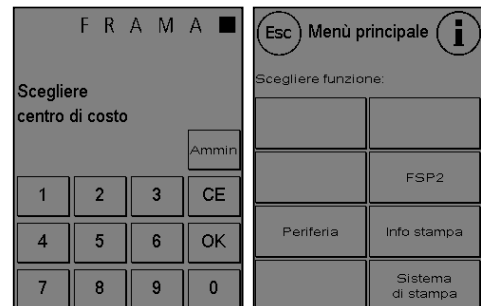 FRAMA
Scegliere
centro di costo
Ammin
1 2 3 CE
4 5 6 OK
7 8 9 0
Esc Menù principale i
Scegliere funzione:
FSP2
Periferia Info stampa
Sistema
di stampa